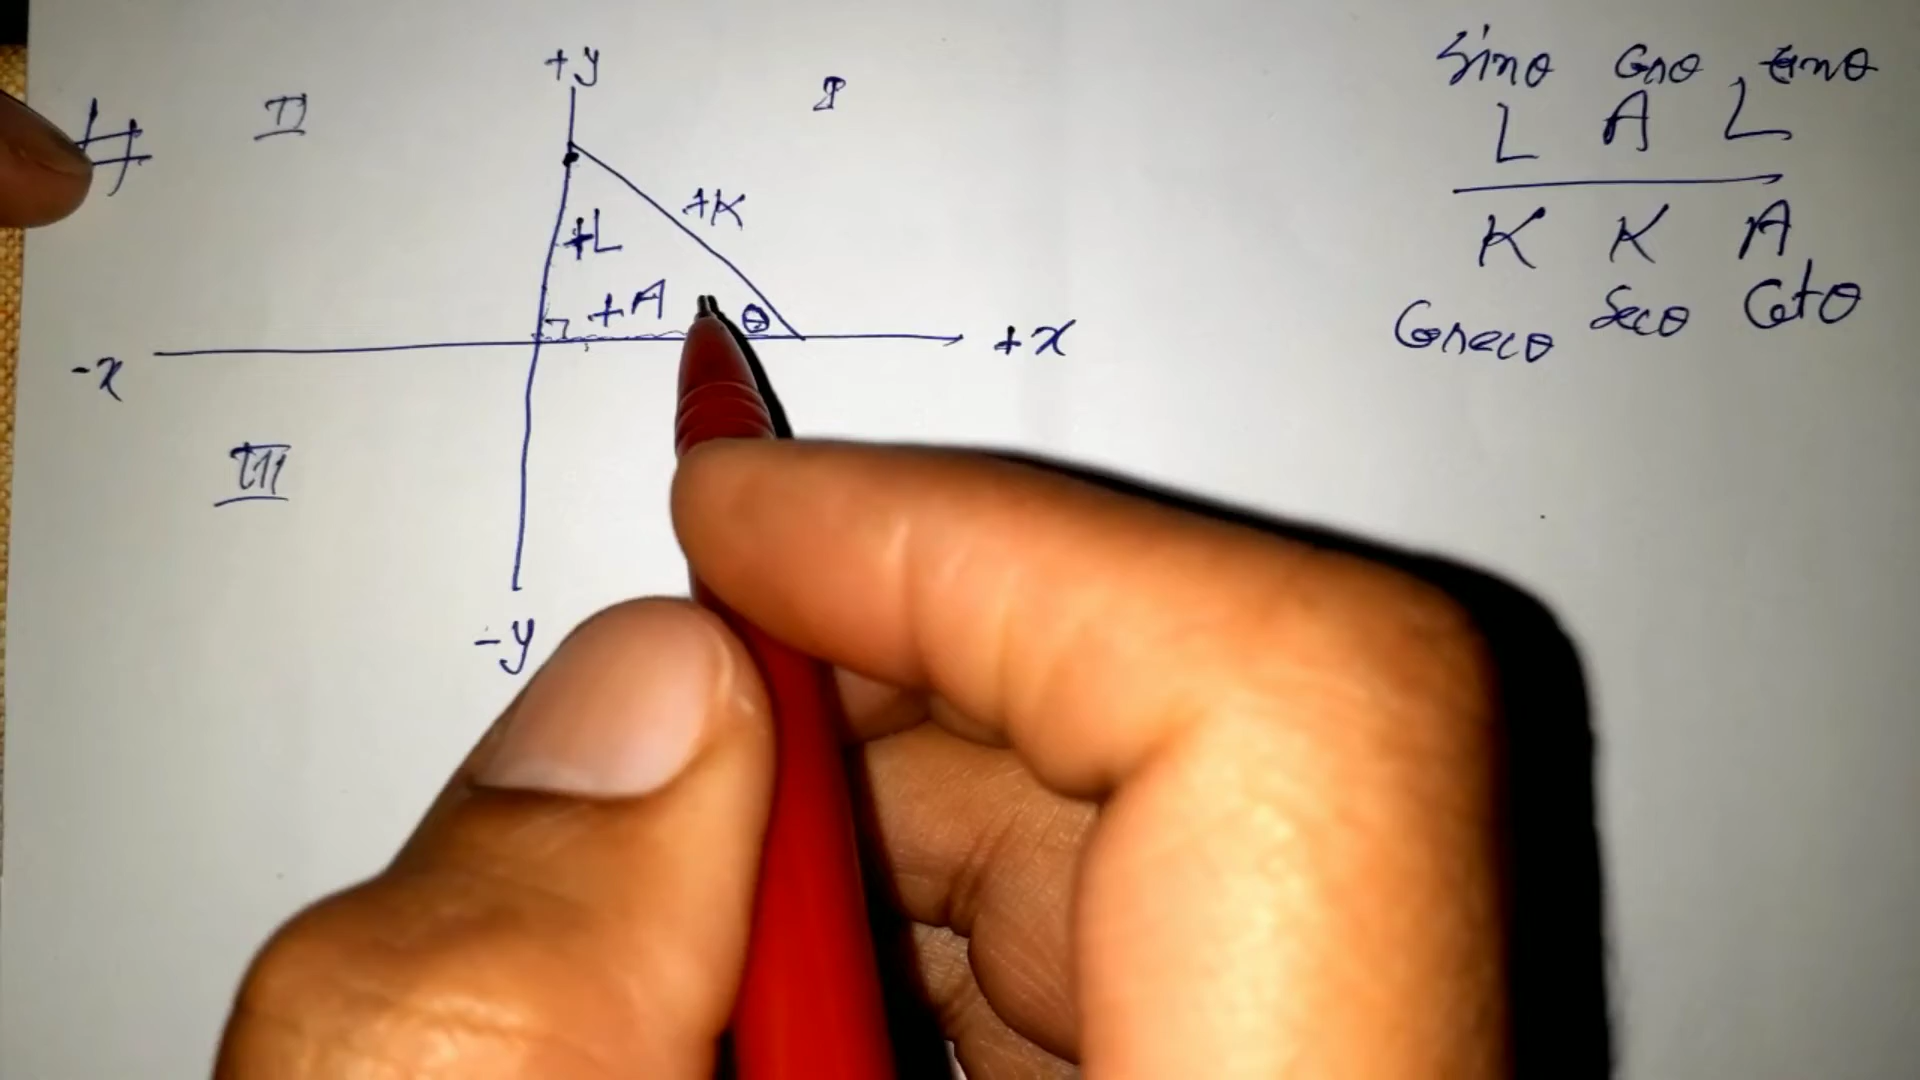 +y
#
II
I
+K
+L
+A
θ
-x
+x
III
-y
sinθ cosθ tanθ
L A L
K K A
cosecθ secθ cotθ